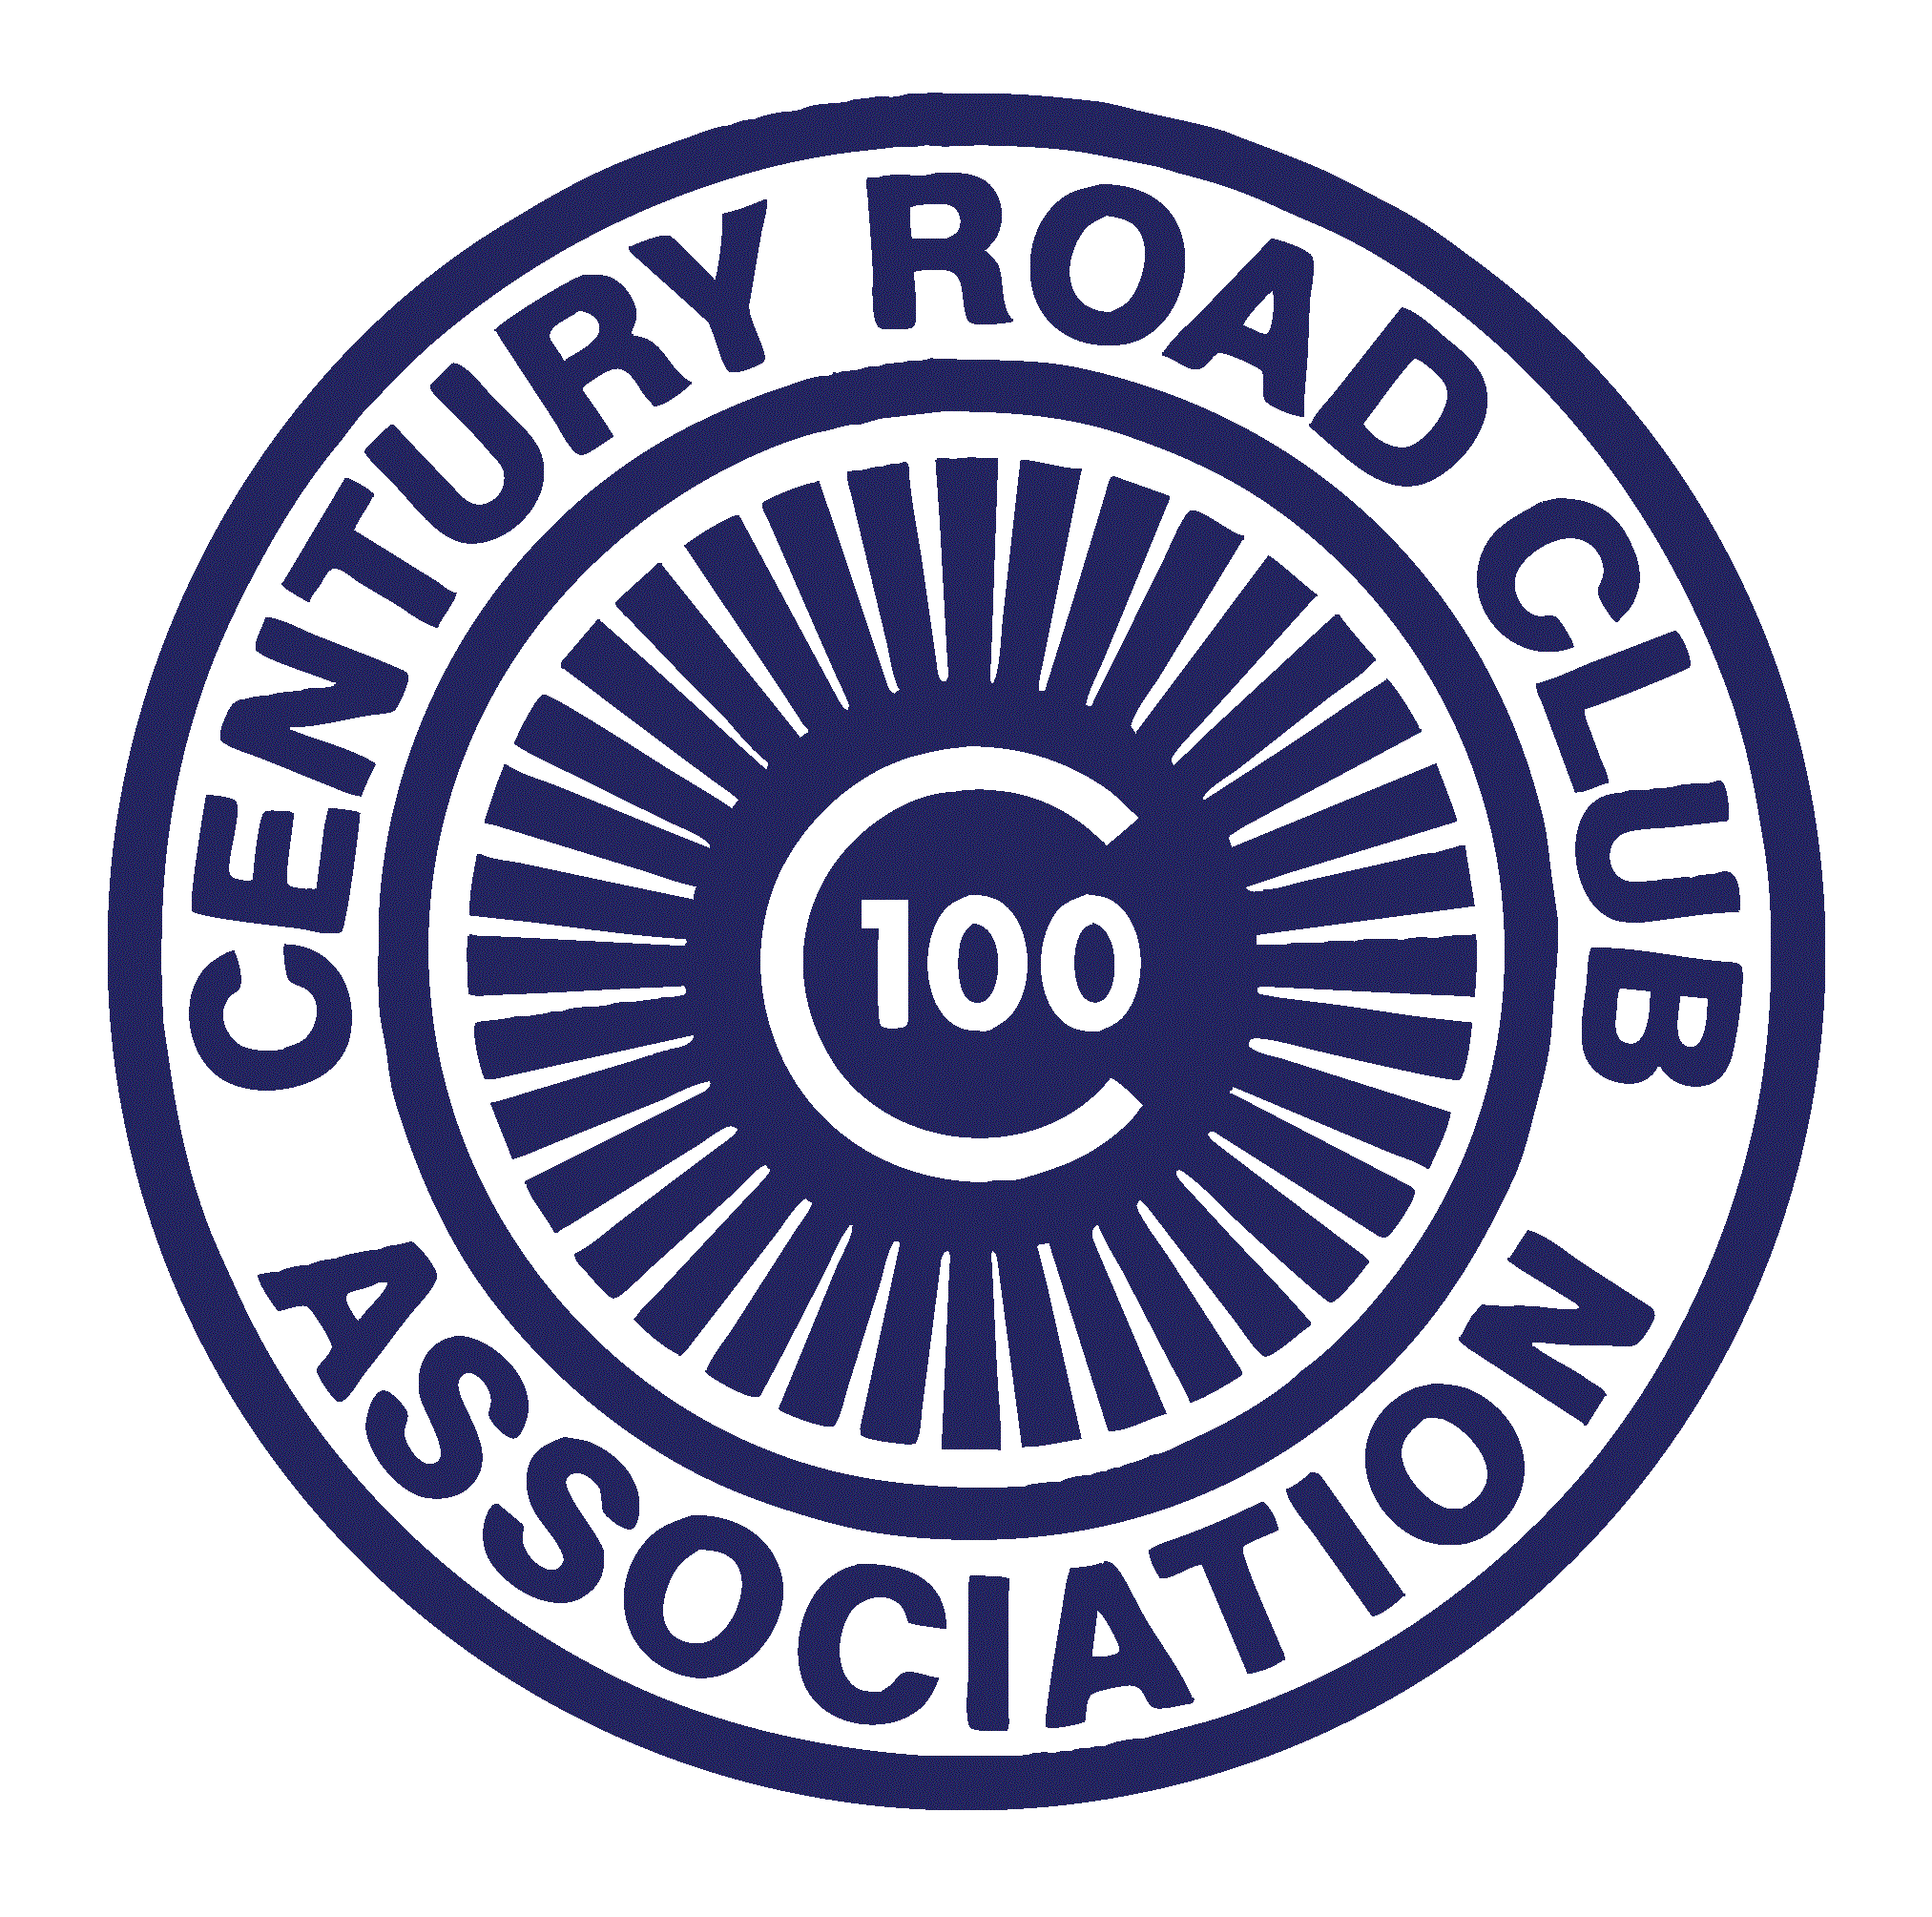 CENTURY ROAD CLUB
ASSOCIATION
C
100